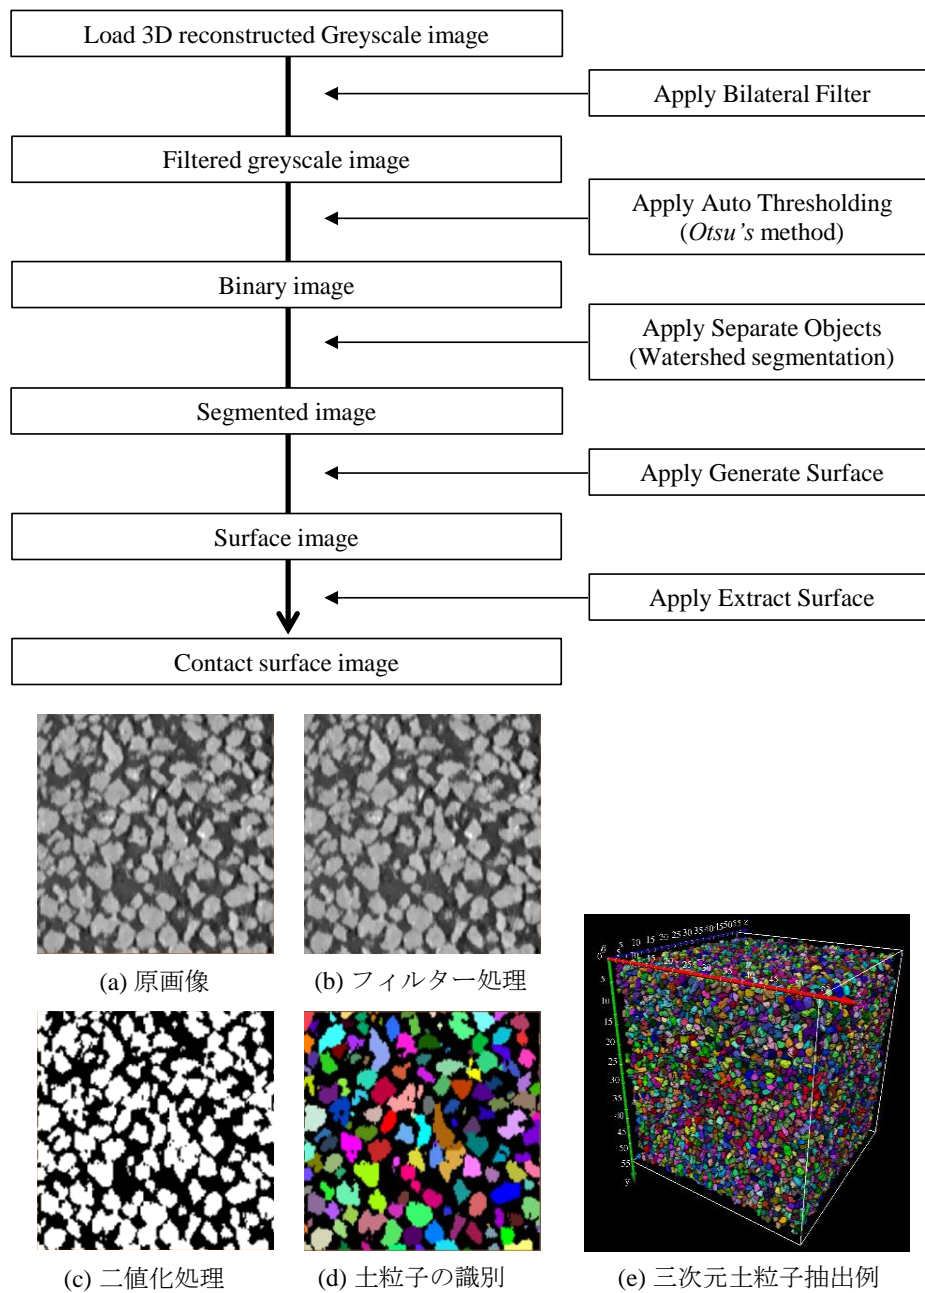 Load 3D reconstructed Greyscale image
Apply Bilateral Filter
Filtered greyscale image
Apply Auto Thresholding
(Otsu's method)
Binary image
Apply Separate Objects
(Watershed segmentation)
Segmented image
Apply Generate Surface
Surface image
Apply Extract Surface
Contact surface image
(a) 原画像
(b) フィルター処理
(c) 二値化処理
(d) 土粒子の識別
(e) 三次元土粒子抽出例